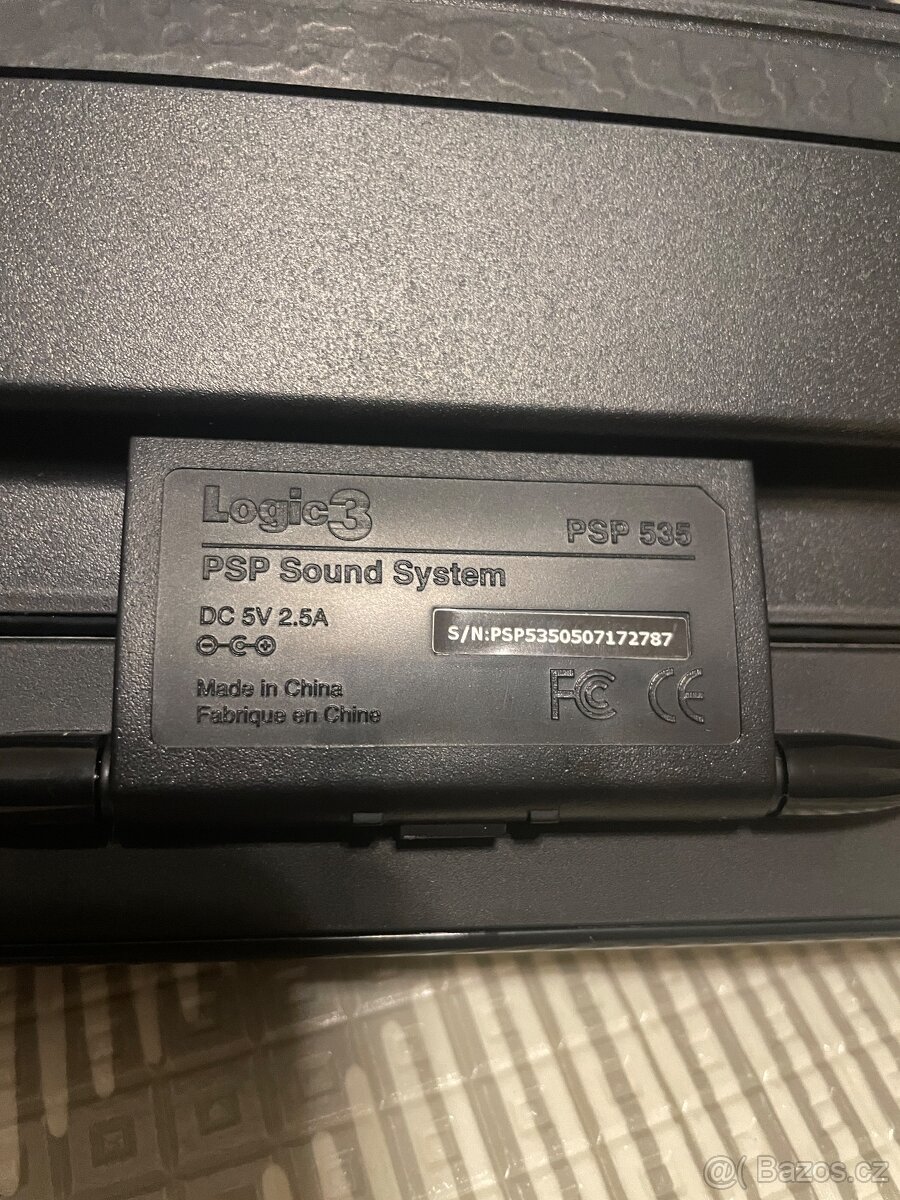 Logic3
PSP 535
PSP Sound System
DC 5V 2.5A
S/N:PSP5350507172787
Made in China
Fabrique en Chine
FC CE
@( Bazos.cz